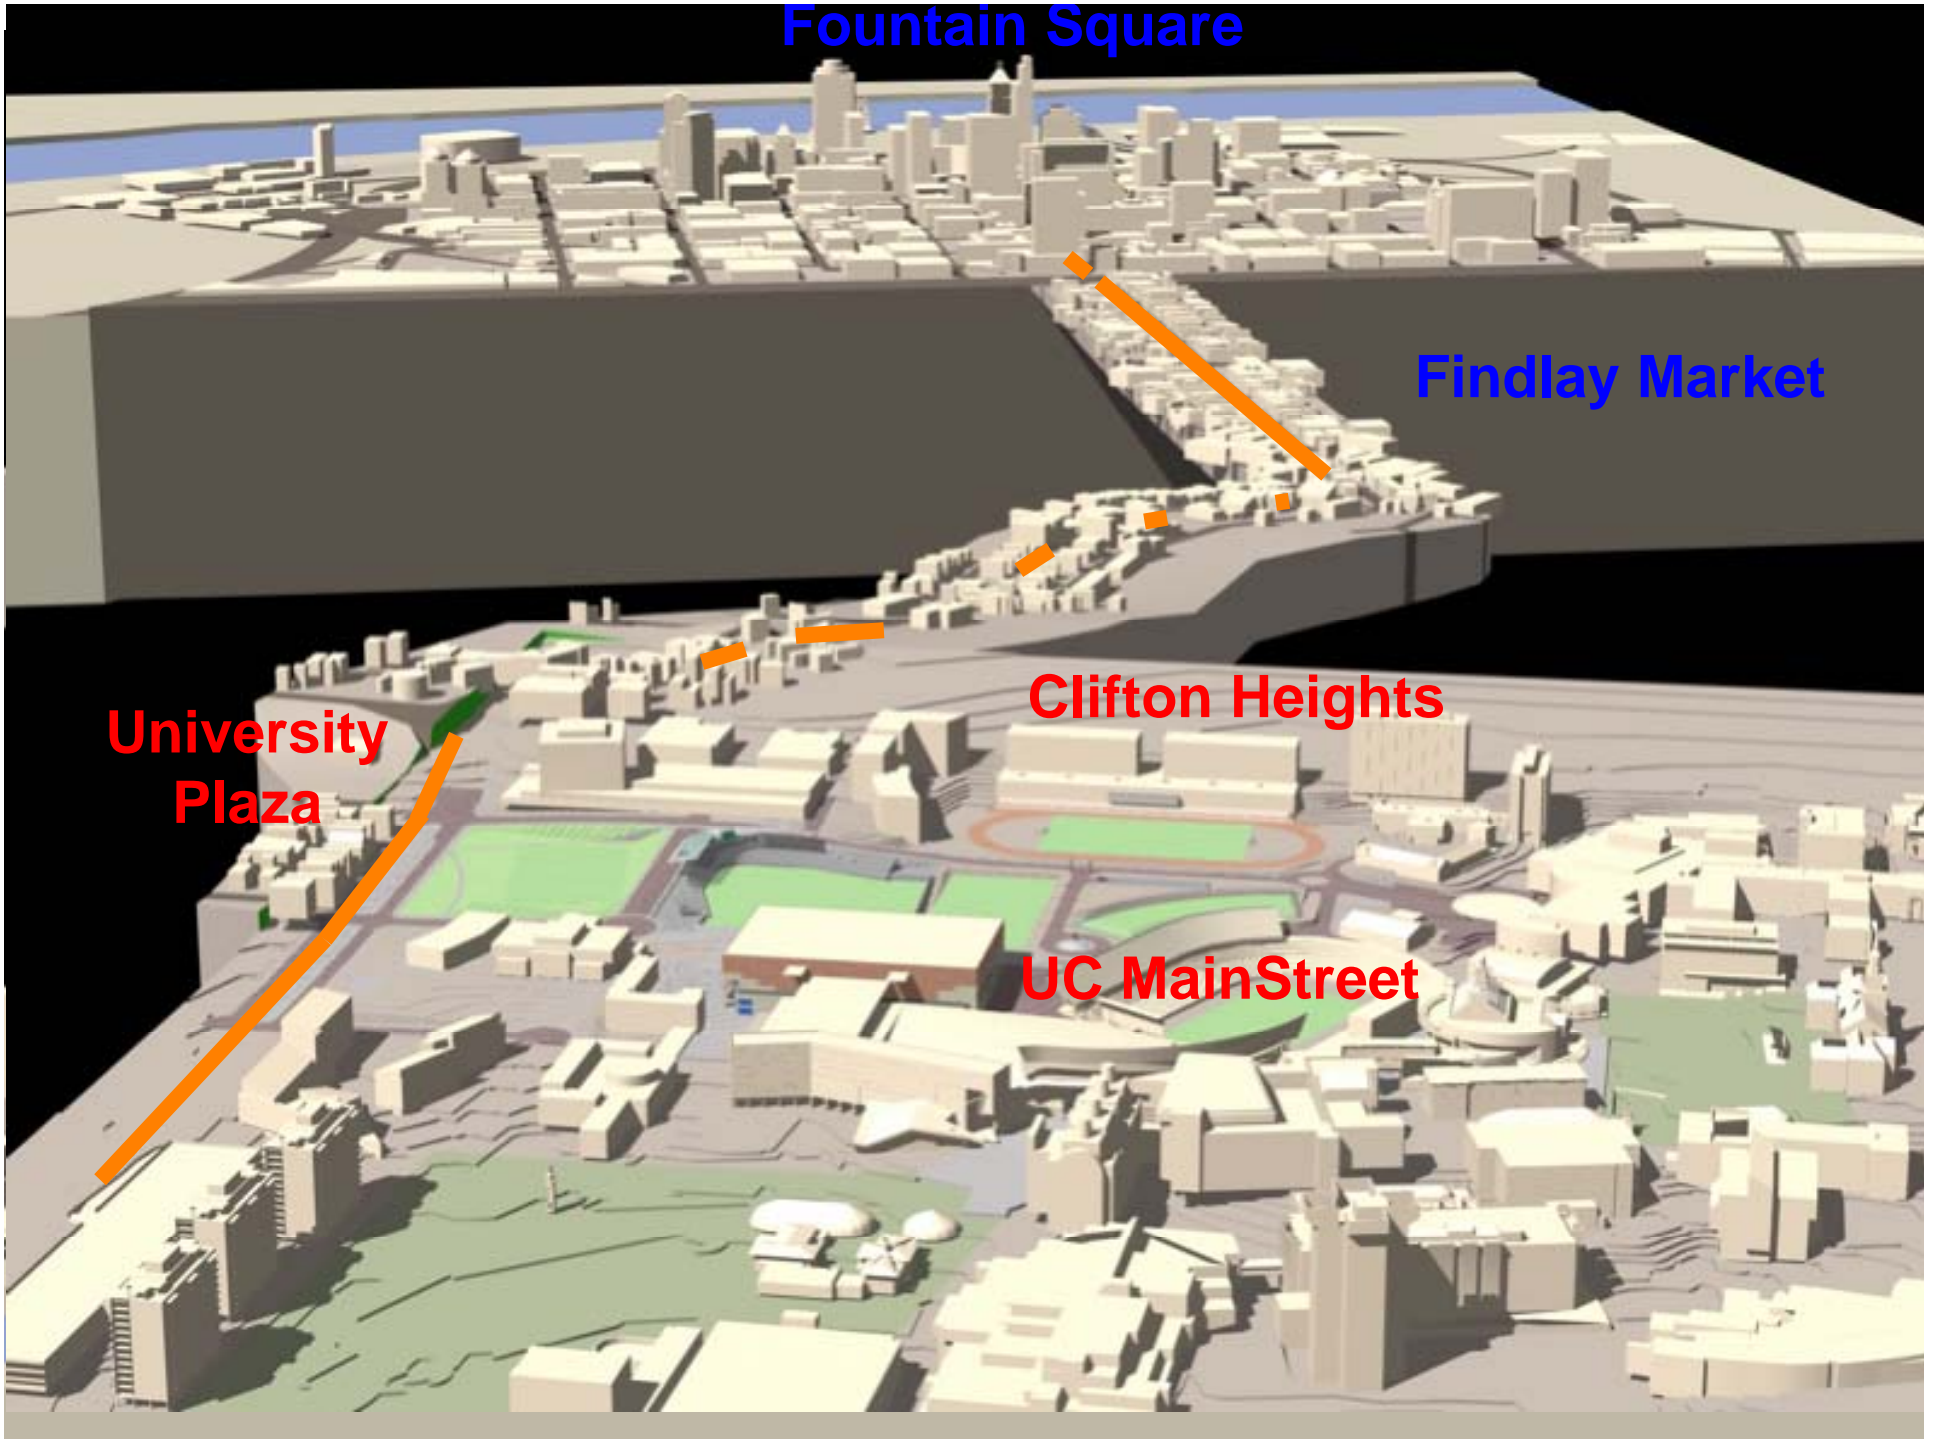 Fountain Square
Findlay Market
Clifton Heights
University
Plaza
UC MainStreet